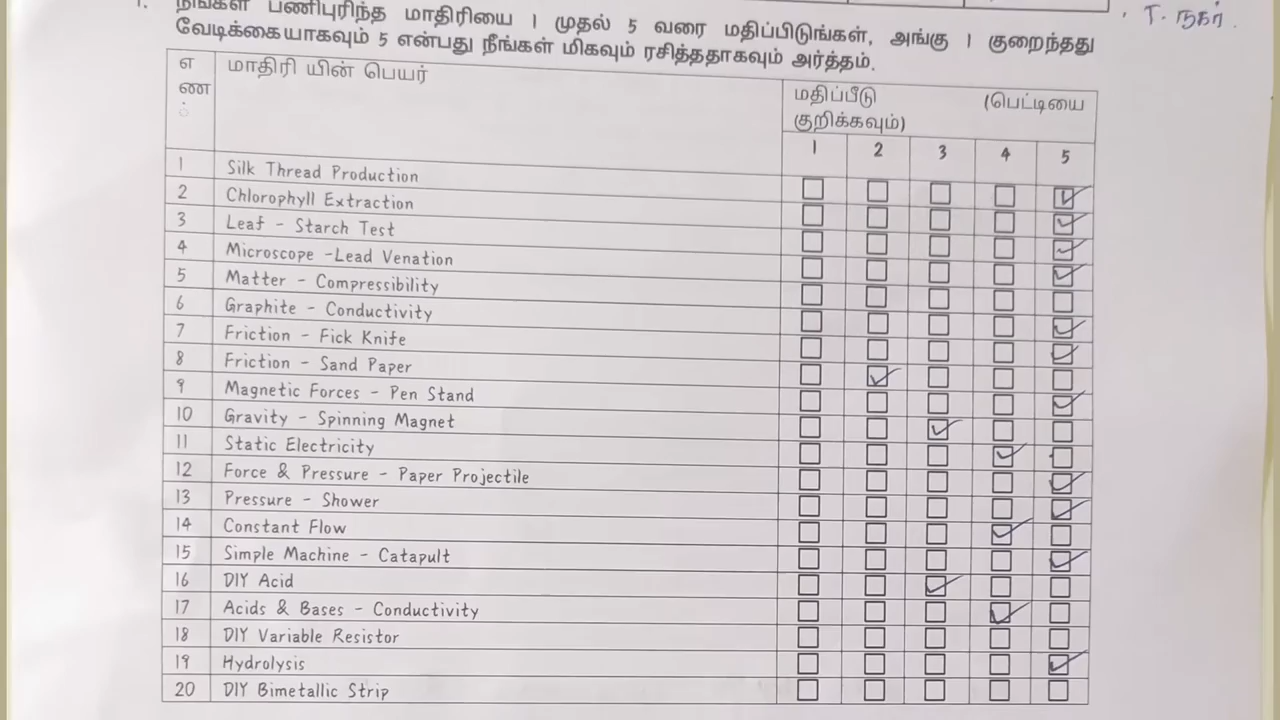 1. நீங்கள் பணிபுரிந்த மாதிரியை 1 முதல் 5 வரை மதிப்பிடுங்கள், அங்கு 1 குறைந்தது
, T. நகர்.
வேடிக்கையாகவும் 5 என்பது நீங்கள் மிகவும் ரசித்ததாகவும் அர்த்தம்.
எண் மாதிரி யின் பெயர் மதிப்பீடு (பெட்டியை
குறிக்கவும்)
1 2 3 4 5
1 Silk Thread Production
2 Chlorophyll Extraction
3 Leaf - Starch Test
4 Microscope -Lead Venation
5 Matter - Compressibility
6 Graphite - Conductivity
7 Friction - Fick Knife
8 Friction - Sand Paper
9 Magnetic Forces - Pen Stand
10 Gravity - Spinning Magnet
11 Static Electricity
12 Force & Pressure - Paper Projectile
13 Pressure - Shower
14 Constant Flow
15 Simple Machine - Catapult
16 DIY Acid
17 Acids & Bases - Conductivity
18 DIY Variable Resistor
19 Hydrolysis
20 DIY Bimetallic Strip